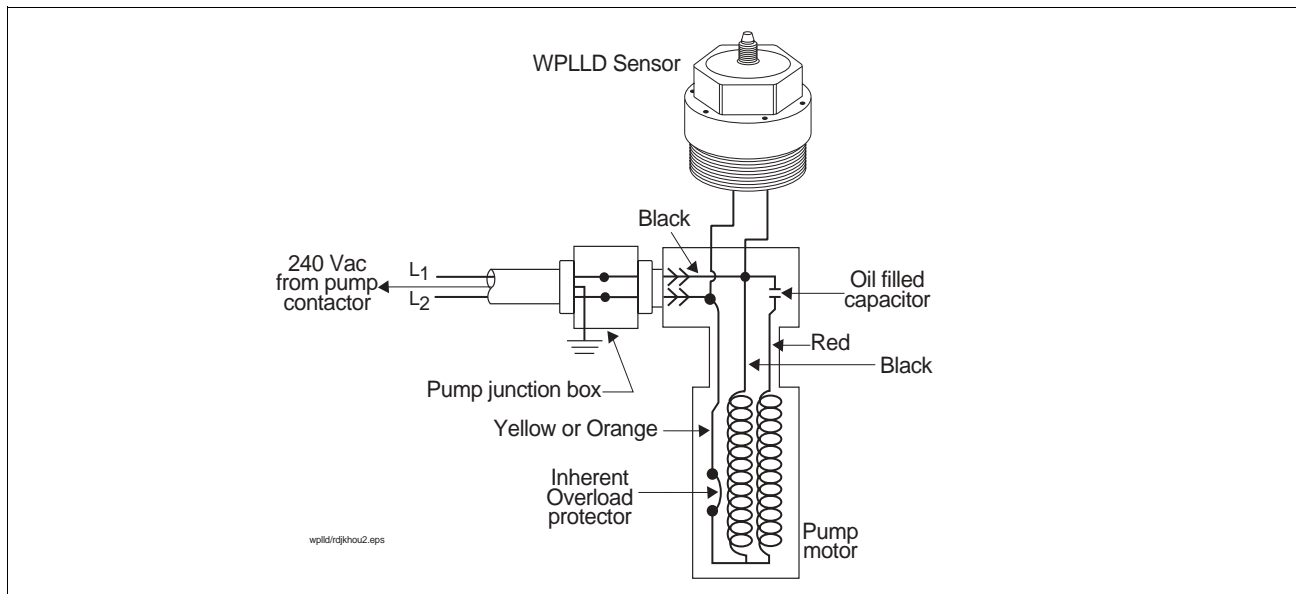 WPLLD Sensor
Black
240 Vac
from pump
contactor
L1
L2
Oil filled
capacitor
Red
Black
Pump junction box
Yellow or Orange
Inherent
Overload
protector
Pump
motor
wplld/rdjkhou2.eps